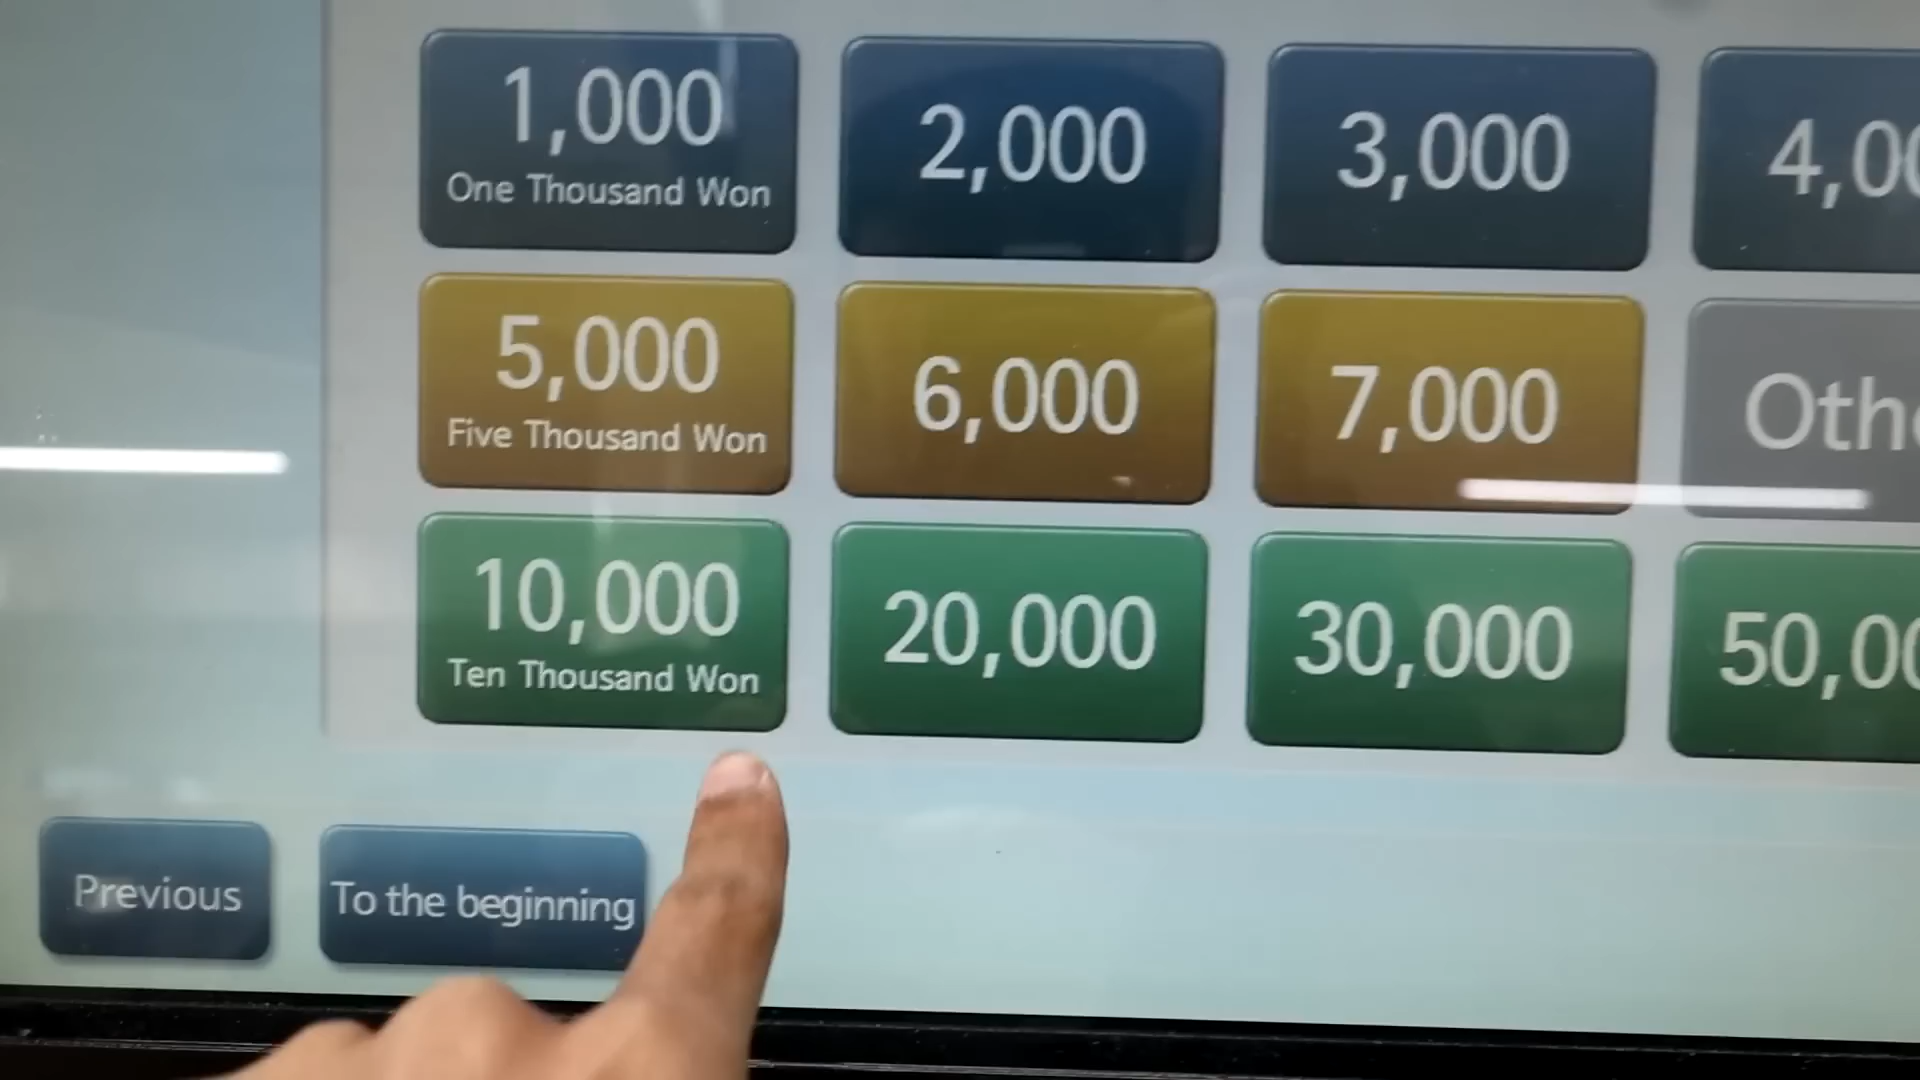 1,000
One Thousand Won
2,000
3,000
5,000
Five Thousand Won
6,000
7,000
10,000
Ten Thousand Won
20,000
30,000
Previous
To the beginning